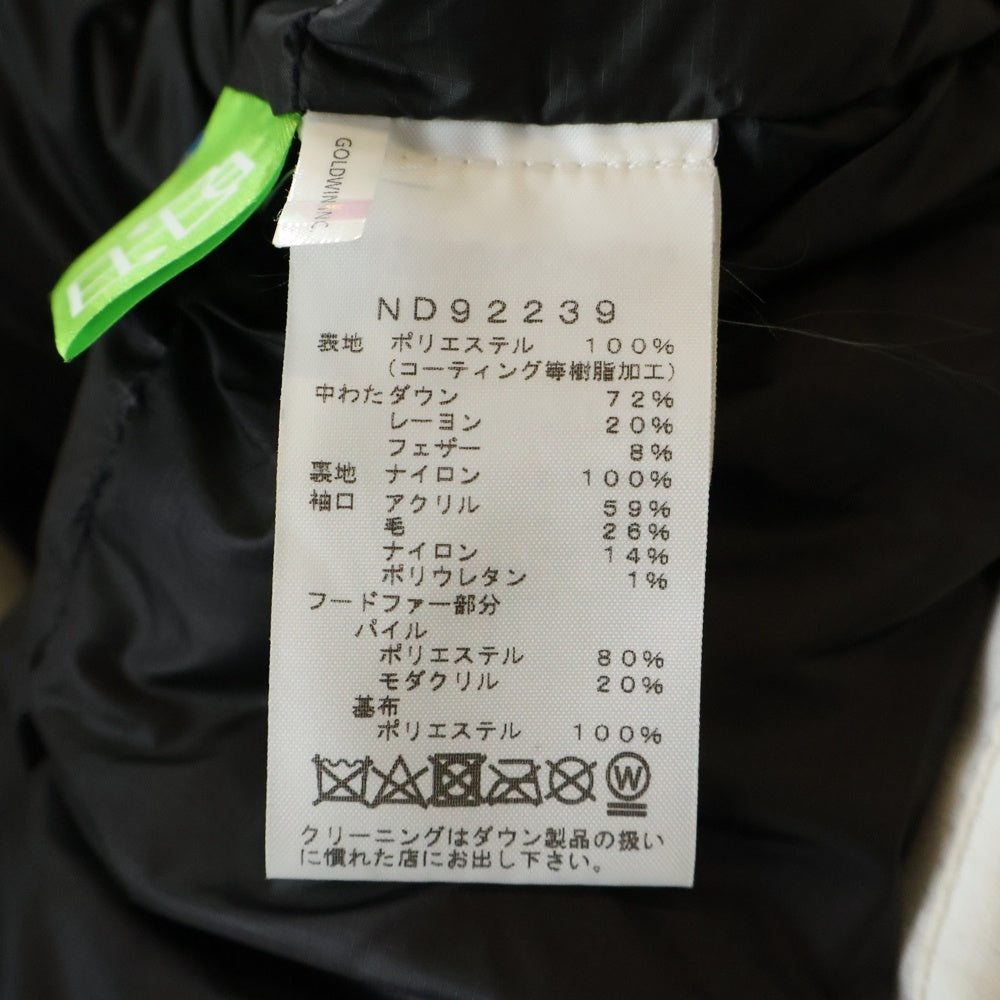 GOLDWIN INC.
ND92239
表地 ポリエステル 100%
(コーティング等樹脂加工)
中わた ダウン 72%
レーヨン 20%
フェザー 8%
裏地 ナイロン 100%
袖口 アクリル 59%
毛 26%
ナイロン 14%
ポリウレタン 1%
フードファー部分
パイル
ポリエステル 80%
モダクリル 20%
基布
ポリエステル 100%
W
クリーニングはダウン製品の扱い
に慣れた店にお出し下さい。